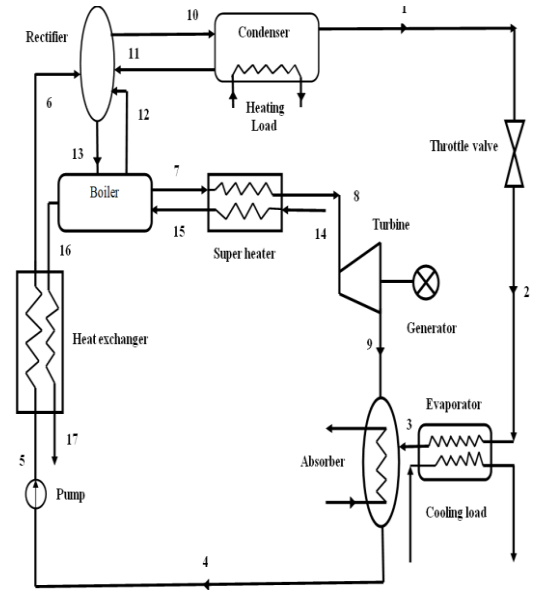 1
10
Rectifier
Condenser
11
6
12
Heating
Load
Throttle valve
13
7
Boiler
8
15
14
Turbine
16
Super heater
2
Generator
Heat exchanger
9
Evaporator
3
17
5
Absorber
Pump
Cooling load
4